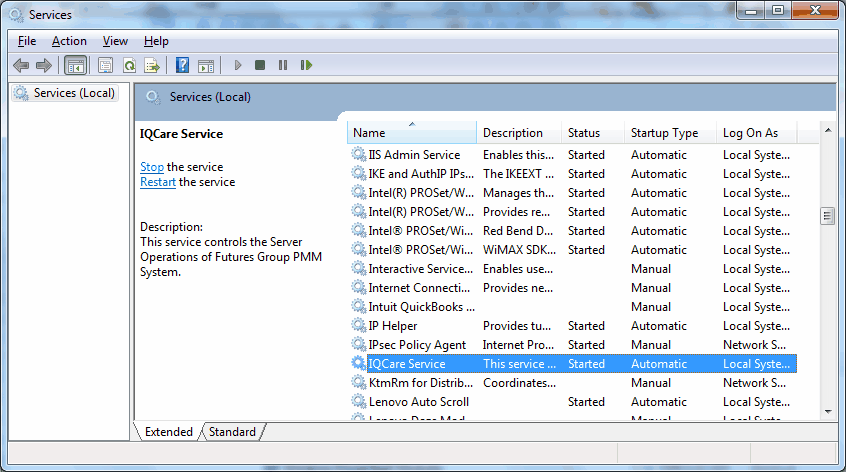 Services
File Action View Help
Services (Local)
Services (Local)
IQCare Service
Stop the service
Restart the service
Description:
This service controls the Server
Operations of Futures Group PMM
System.
Name Description Status Startup Type Log On As
IIS Admin Service Enables this... Started Automatic Local Syste...
IKE and AuthIP IPs... The IKEEXT ... Started Automatic Local Syste...
Intel(R) PROSet/W... Manages th... Started Automatic Local Syste...
Intel(R) PROSet/W... Provides re... Started Automatic Local Syste...
Intel® PROSet/Wi... Red Bend D... Started Automatic Local Syste...
Intel® PROSet/Wi... WiMAX SDK... Started Automatic Local Syste...
Interactive Service... Enables use... Manual Local Syste...
Internet Connecti... Provides ne... Manual Local Syste...
Intuit QuickBooks ... Manual Local Syste...
IP Helper Provides tu... Started Automatic Local Syste...
IPsec Policy Agent Internet Pro... Started Manual Network S...
IQCare Service This service ... Started Automatic Local Syste...
KtmRm for Distrib... Coordinates... Manual Network S...
Lenovo Auto Scroll Started Automatic Local Syste...
Extended Standard